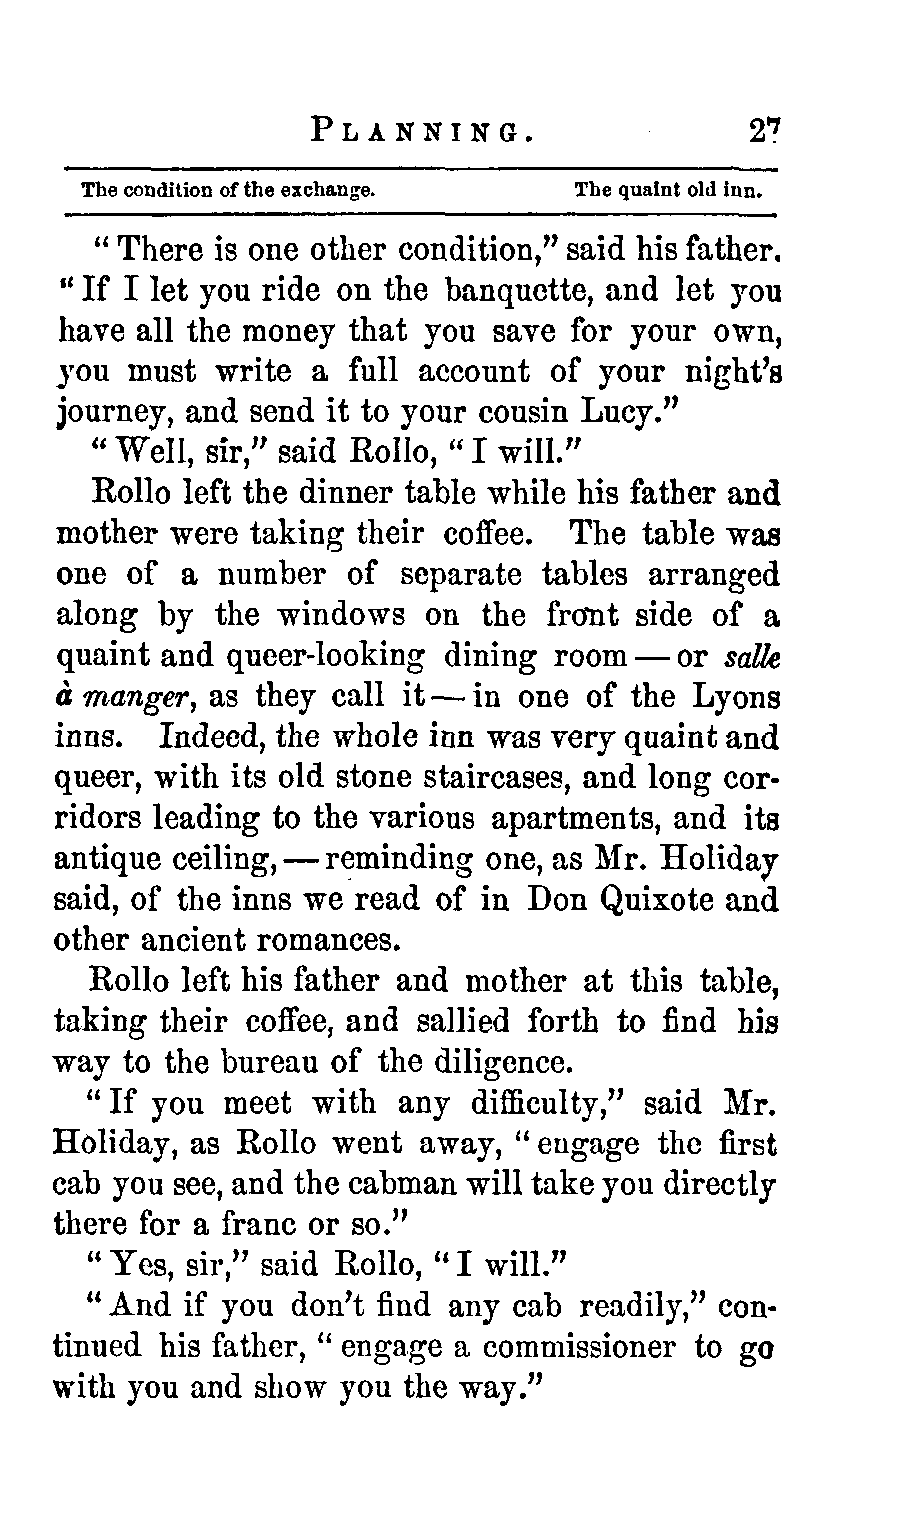 PLANNING. 27
The condition of the exchange. The quaint old inn.
" There is one other condition," said his father.
" If I let you ride on the banquette, and let you
have all the money that you save for your own,
you must write a full account of your night's
journey, and send it to your cousin Lucy."
" Well, sir," said Rollo, " I will."
Rollo left the dinner table while his father and
mother were taking their coffee. The table was
one of a number of separate tables arranged
along by the windows on the front side of a
quaint and queer-looking dining room — or salle
à manger, as they call it — in one of the Lyons
inns. Indeed, the whole inn was very quaint and
queer, with its old stone staircases, and long cor-
ridors leading to the various apartments, and its
antique ceiling, — reminding one, as Mr. Holiday
said, of the inns we read of in Don Quixote and
other ancient romances.
Rollo left his father and mother at this table,
taking their coffee, and sallied forth to find his
way to the bureau of the diligence.
" If you meet with any difficulty," said Mr.
Holiday, as Rollo went away, " engage the first
cab you see, and the cabman will take you directly
there for a franc or so."
" Yes, sir," said Rollo, " I will."
" And if you don't find any cab readily," con-
tinued his father, " engage a commissioner to go
with you and show you the way."